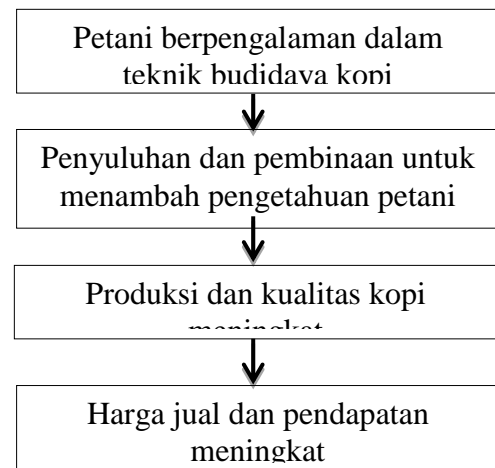 Petani berpengalaman dalam
teknik budidaya kopi
Penyuluhan dan pembinaan untuk
menambah pengetahuan petani
Produksi dan kualitas kopi
meningkat
Harga jual dan pendapatan
meningkat